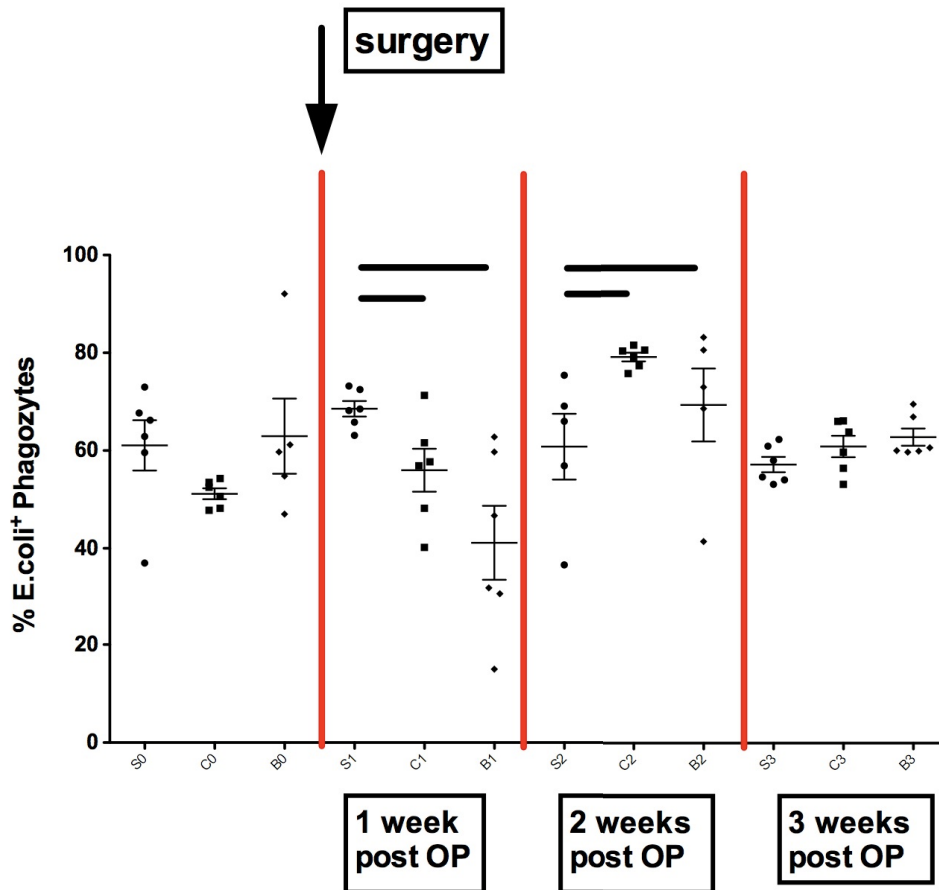 surgery
100
80
60
40
20
0
% E.coli+ Phagozytes
S0
C0
B0
S1
C1
B1
S2
C2
B2
S3
C3
B3
1 week
post OP
2 weeks
post OP
3 weeks
post OP